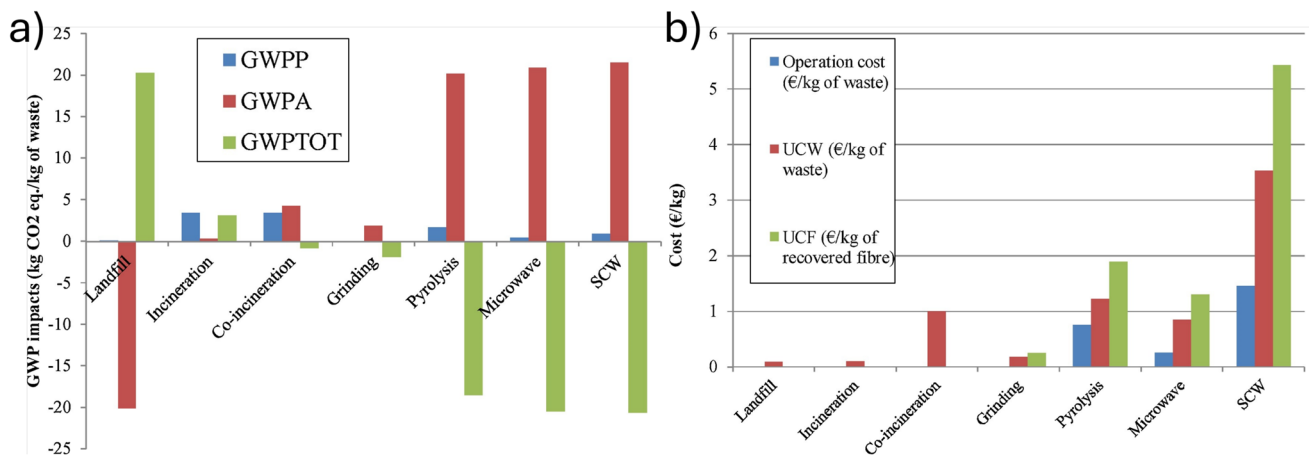 a)
GWP impacts (kg CO2 eq./kg of waste)
25
20
15
10
5
0
-5
-10
-15
-20
-25
GWPP
GWPA
GWPTOT
Landfill
Incineration
Co-incineration
Grinding
Pyrolysis
Microwave
SCW
b)
Cost (€/kg)
6
5
4
3
2
1
0
Operation cost
(€/kg of waste)
UCW (€/kg of
waste)
UCF (€/kg of
recovered fibre)
Landfill
Incineration
Co-incineration
Grinding
Pyrolysis
Microwave
SCW